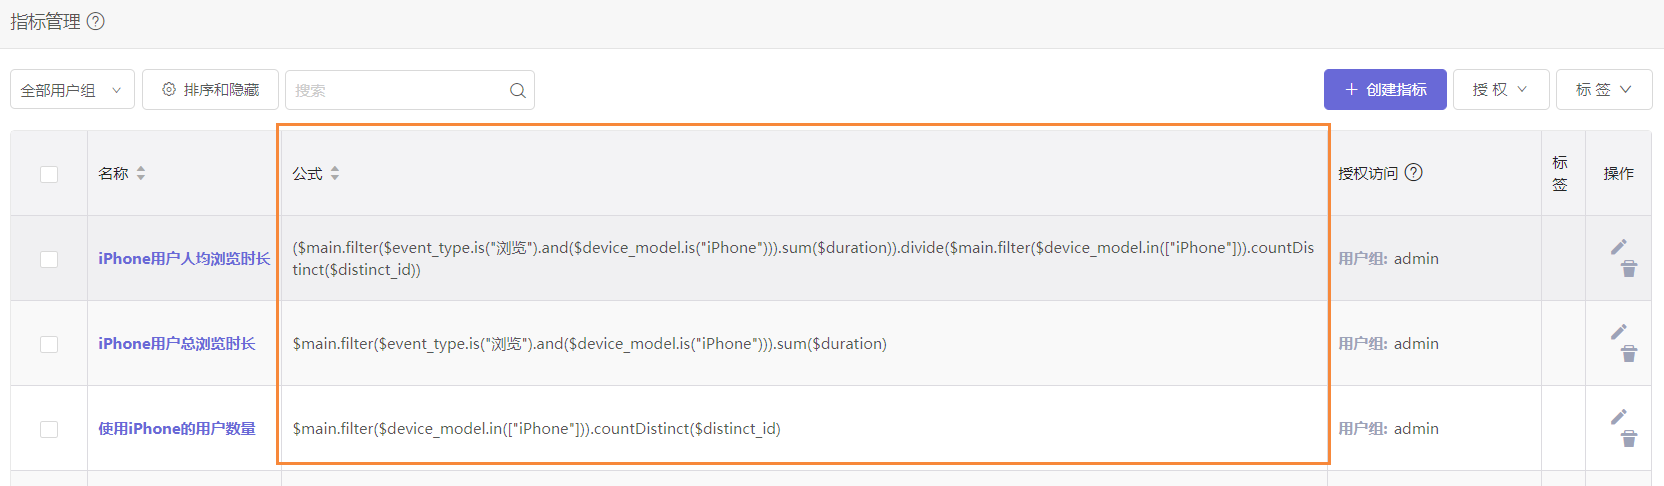 指标管理
全部用户组
排序和隐藏
搜索
创建指标
授 权
标 签
名称
公式
授权访问
标
签
操作
iPhone用户人均浏览时长
($main.filter($event_type.is("浏览").and($device_model.is("iPhone"))).sum($duration)).divide($main.filter($device_model.in(["iPhone"])).countDis
tinct($distinct_id))
用户组: admin
iPhone用户总浏览时长
$main.filter($event_type.is("浏览").and($device_model.is("iPhone"))).sum($duration)
用户组: admin
使用iPhone的用户数量
$main.filter($device_model.in(["iPhone"])).countDistinct($distinct_id)
用户组: admin